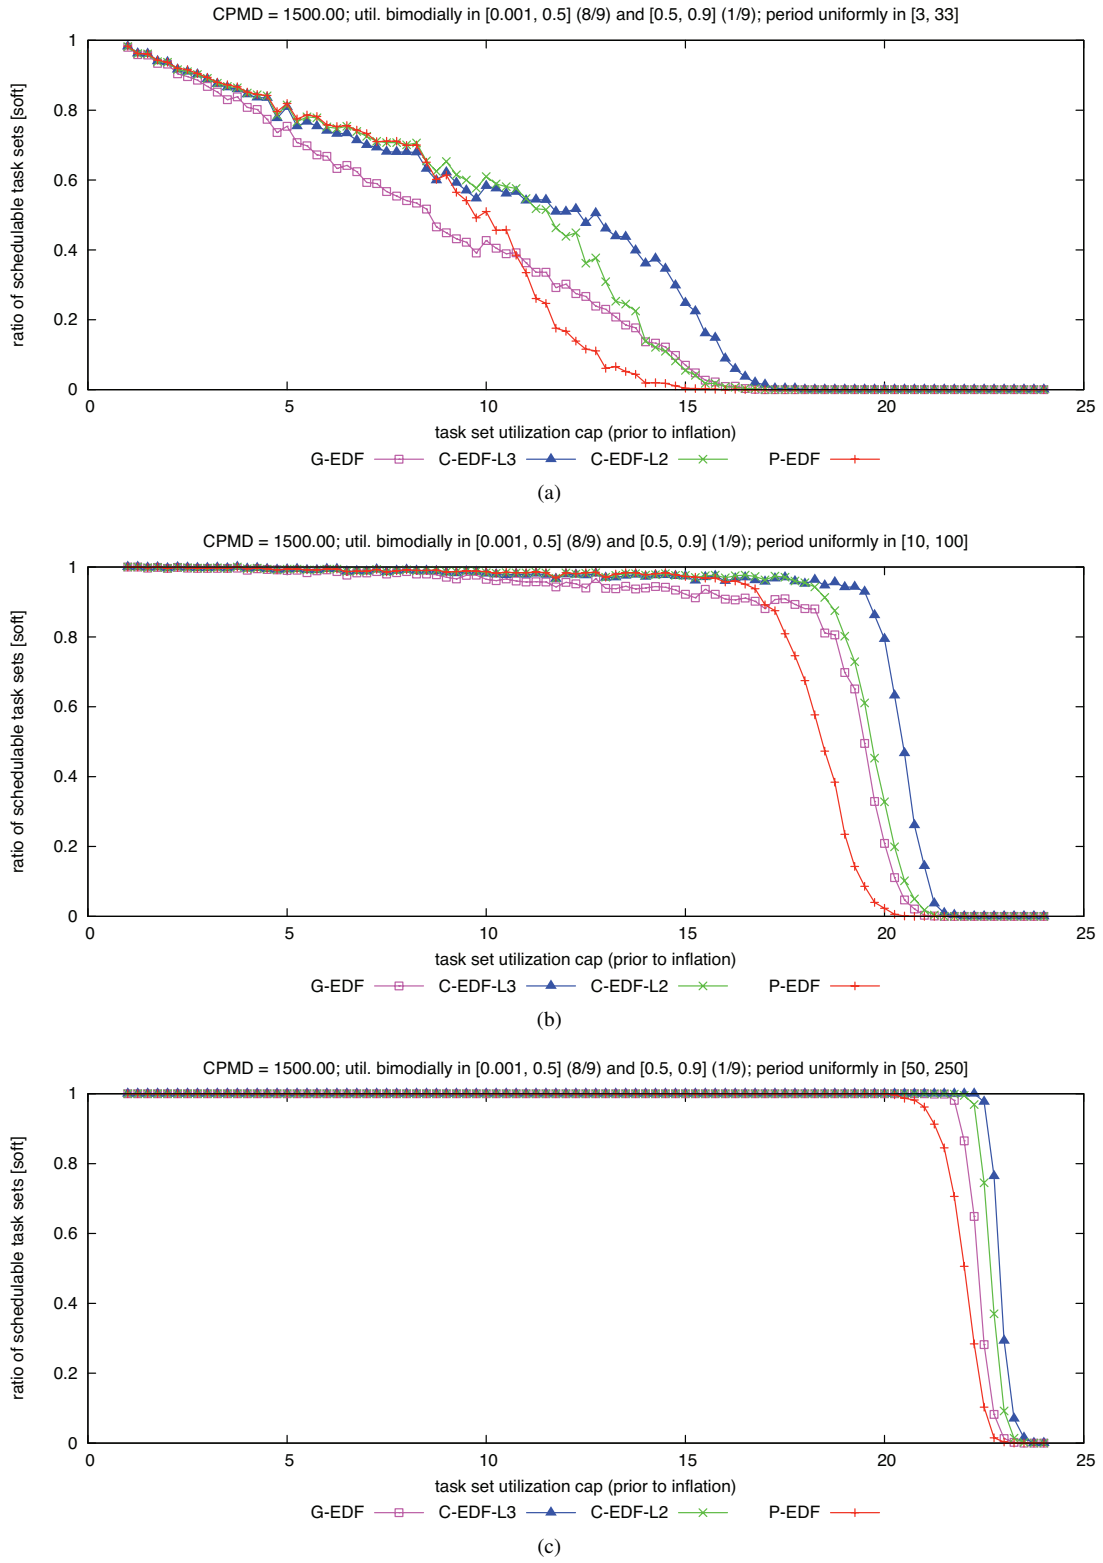 CPMD = 1500.00; util. bimodially in [0.001, 0.5] (8/9) and [0.5, 0.9] (1/9); period uniformly in [3, 33]
ratio of schedulable task sets [soft]
1
0.8
0.6
0.4
0.2
0
0 5 10 15 20 25
task set utilization cap (prior to inflation)
G-EDF C-EDF-L3 C-EDF-L2 P-EDF
(a)
CPMD = 1500.00; util. bimodially in [0.001, 0.5] (8/9) and [0.5, 0.9] (1/9); period uniformly in [10, 100]
ratio of schedulable task sets [soft]
1
0.8
0.6
0.4
0.2
0
0 5 10 15 20 25
task set utilization cap (prior to inflation)
G-EDF C-EDF-L3 C-EDF-L2 P-EDF
(b)
CPMD = 1500.00; util. bimodially in [0.001, 0.5] (8/9) and [0.5, 0.9] (1/9); period uniformly in [50, 250]
ratio of schedulable task sets [soft]
1
0.8
0.6
0.4
0.2
0
0 5 10 15 20 25
task set utilization cap (prior to inflation)
G-EDF C-EDF-L3 C-EDF-L2 P-EDF
(c)